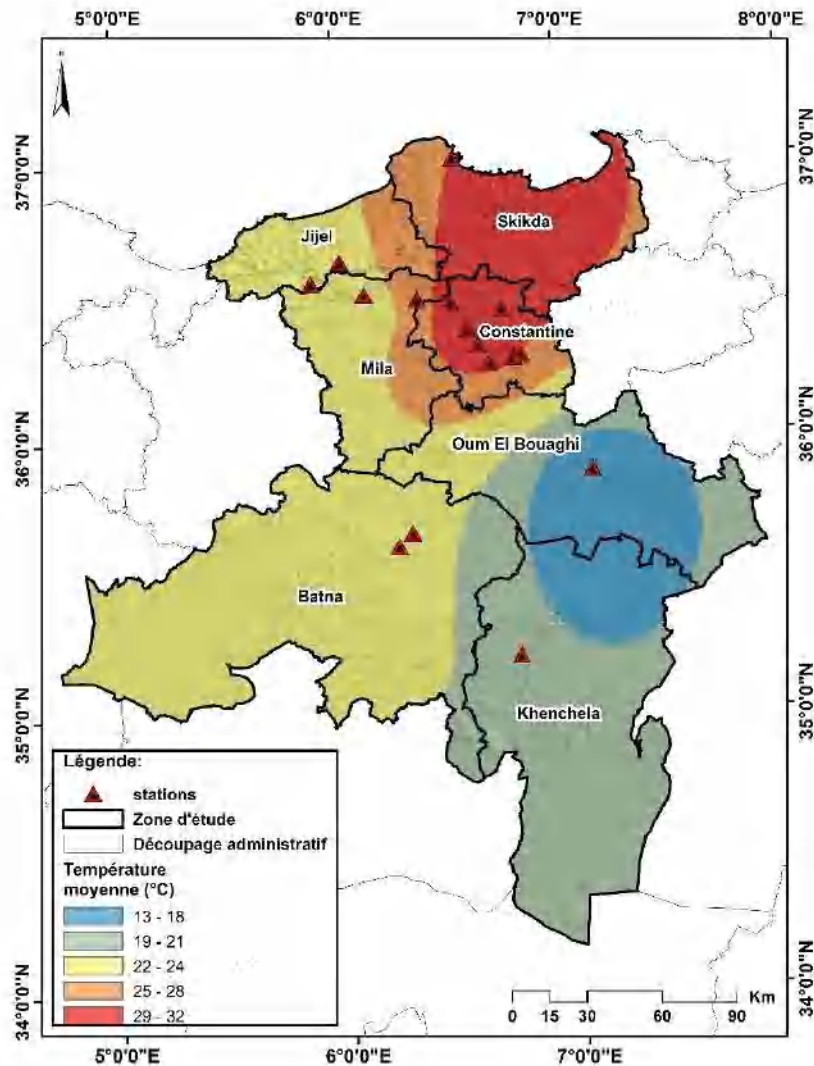 5°0'0"E 6°0'0"E 7°0'0"E 8°0'0"E
37°0'0"N
37°0'0"N
Skikda
Jijel
Constantine
Mila
36°0'0"N
36°0'0"N
Oum El Bouaghi
Batna
35°0'0"N
35°0'0"N
Khenchela
Légende:
stations
Zone d'étude
Découpage administratif
Température
moyenne (°C)
13 - 18
19 - 21
22 - 24
25 - 28
29 - 32
Km
0 15 30 60 90
34°0'0"N
34°0'0"N
5°0'0"E 6°0'0"E 7°0'0"E